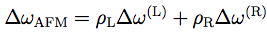 Δω_AFM = ρ_L Δω^(L) + ρ_R Δω^(R)